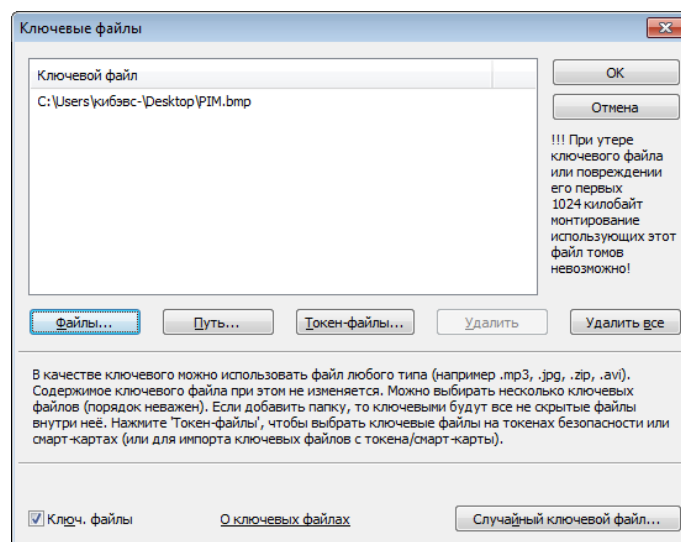 Ключевые файлы
Ключевой файл
C:\Users\кибэвс-\Desktop\PIM.bmp
OK
Отмена
!!! При утере
ключевого файла
или повреждении
его первых
1024 килобайт
монтирование
использующих этот
файл томов
невозможно!
Файлы...
Путь...
Токен-файлы...
Удалить
Удалить все
В качестве ключевого можно использовать файл любого типа (например .mp3, .jpg, .zip, .avi).
Содержимое ключевого файла при этом не изменяется. Можно выбирать несколько ключевых
файлов (порядок неважен). Если добавить папку, то ключевыми будут все не скрытые файлы
внутри неё. Нажмите 'Токен-файлы', чтобы выбрать ключевые файлы на токенах безопасности или
смарт-картах (или для импорта ключевых файлов с токена/смарт-карты).
Ключ. файлы
О ключевых файлах
Случайный ключевой файл...